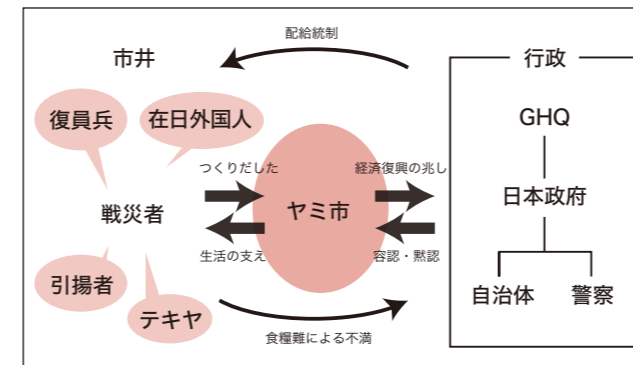 配給統制
市井
行政
復員兵
在日外国人
GHQ
つくりだした
経済復興の兆し
戦災者
ヤミ市
日本政府
生活の支え
容認・黙認
引揚者
自治体
警察
テキヤ
食糧難による不満